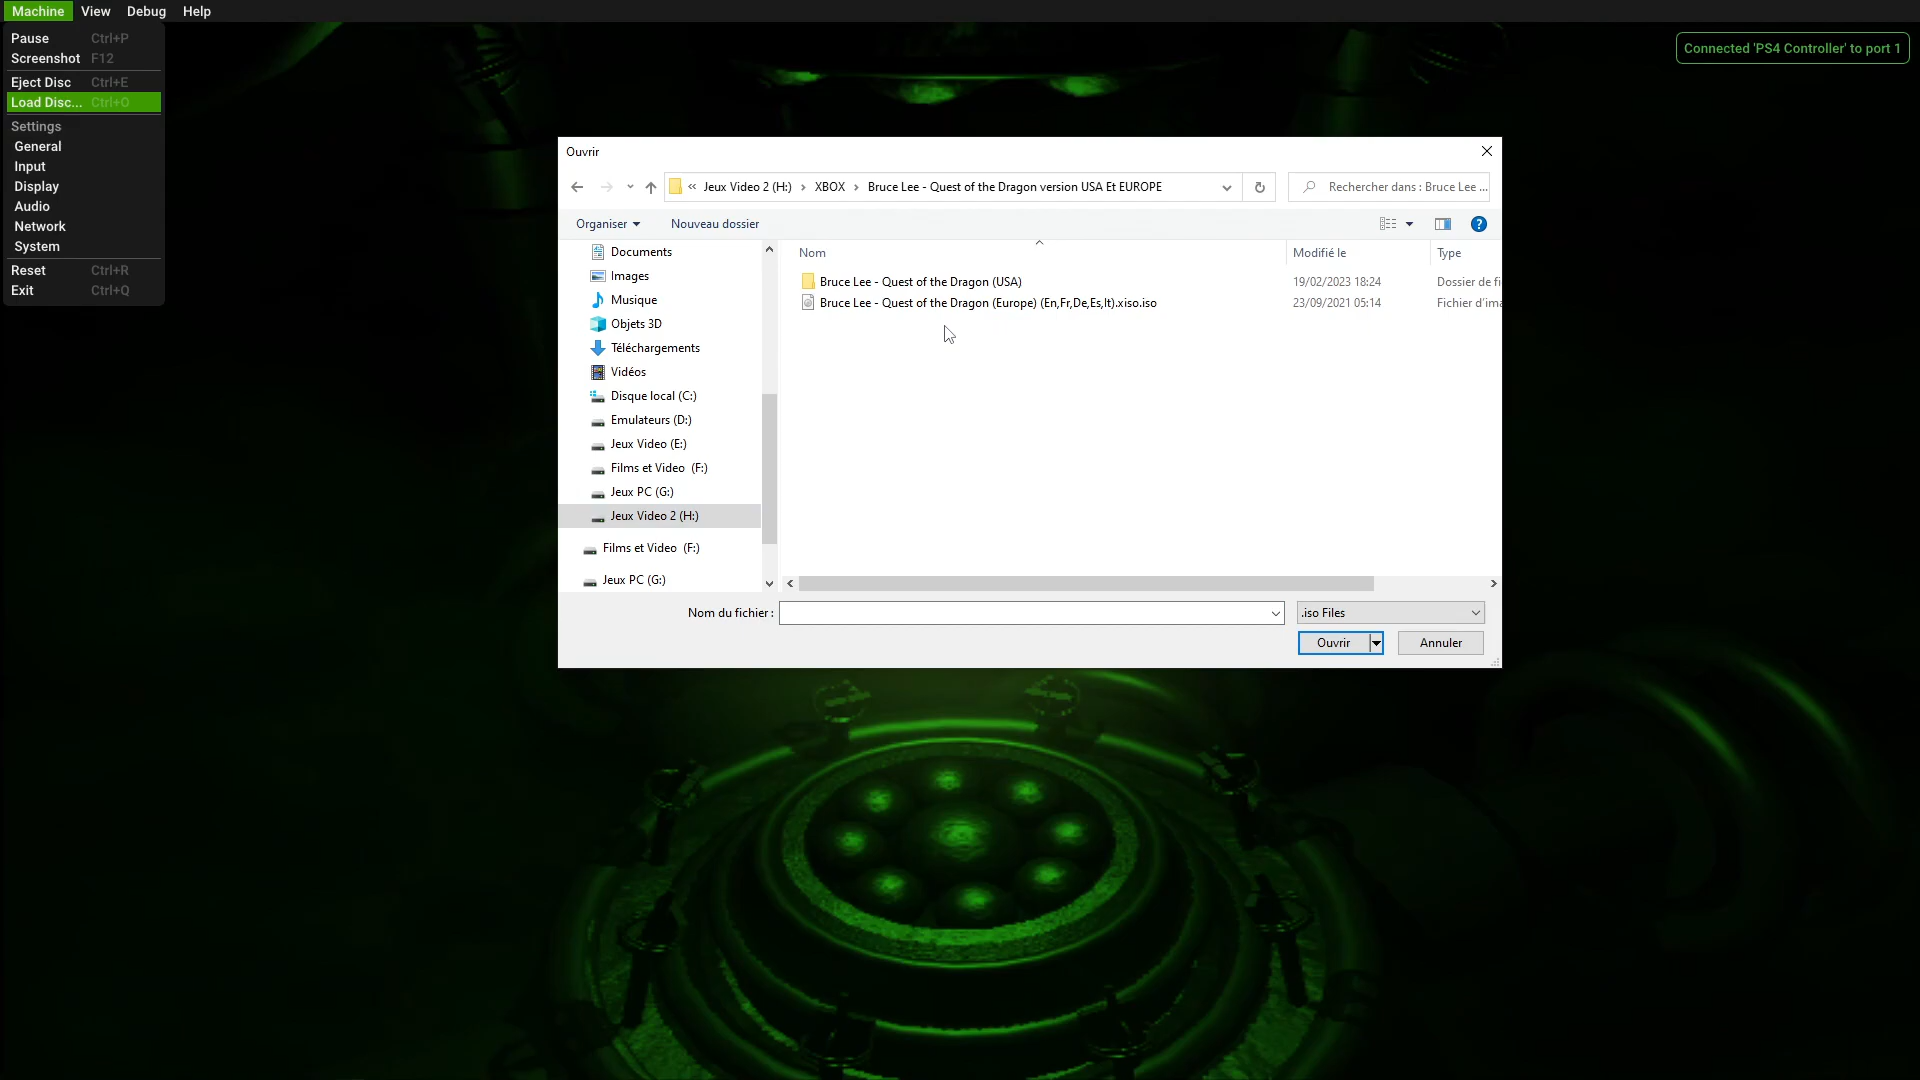 Machine View Debug Help
Pause Ctrl+P
Screenshot F12
Eject Disc Ctrl+E
Load Disc... Ctrl+O
Settings
General
Input
Display
Audio
Network
System
Reset Ctrl+R
Exit Ctrl+Q
Connected 'PS4 Controller' to port 1
Ouvrir
« Jeux Video 2 (H:) › XBOX › Bruce Lee - Quest of the Dragon version USA Et EUROPE
Rechercher dans : Bruce Lee ...
Organiser Nouveau dossier
Documents
Images
Musique
Objets 3D
Téléchargements
Vidéos
Disque local (C:)
Emulateurs (D:)
Jeux Video (E:)
Films et Video (F:)
Jeux PC (G:)
Jeux Video 2 (H:)
Films et Video (F:)
Jeux PC (G:)
Nom Modifié le Type
Bruce Lee - Quest of the Dragon (USA) 19/02/2023 18:24 Dossier de fi
Bruce Lee - Quest of the Dragon (Europe) (En,Fr,De,Es,It).xiso.iso 23/09/2021 05:14 Fichier d'ima
Nom du fichier : .iso Files
Ouvrir Annuler